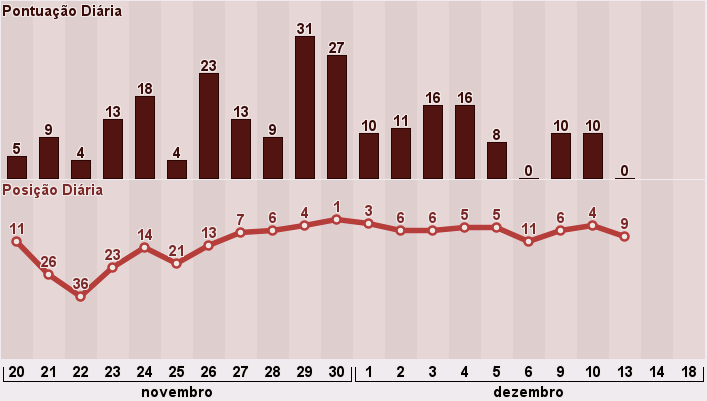 Pontuação Diária
5 9 4 13 18 4 23 13 9 31 27 10 11 16 16 8 0 10 10 0
Posição Diária
11 26 36 23 14 21 13 7 6 4 1 3 6 6 5 5 11 6 4 9
20 21 22 23 24 25 26 27 28 29 30 1 2 3 4 5 6 9 10 13 14 18
novembro dezembro